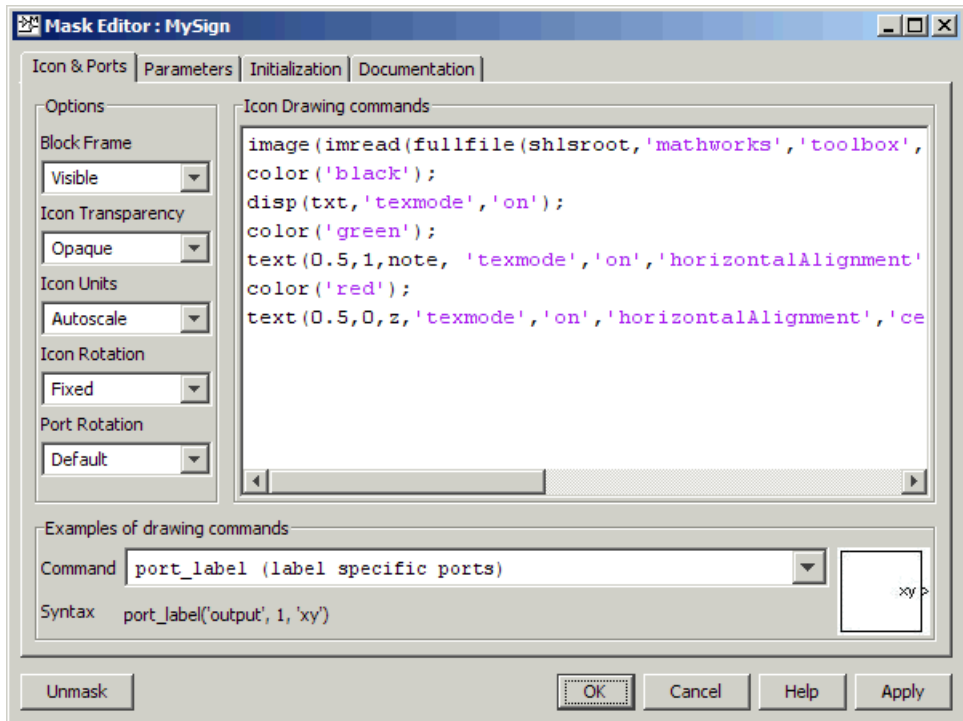 Mask Editor : MySign
Icon & Ports Parameters Initialization Documentation
Options
Block Frame
Visible
Icon Transparency
Opaque
Icon Units
Autoscale
Icon Rotation
Fixed
Port Rotation
Default
Icon Drawing commands
image(imread(fullfile(shlsroot,'mathworks','toolbox',
color('black');
disp(txt,'texmode','on');
color('green');
text(0.5,1,note, 'texmode','on','horizontalAlignment'
color('red');
text(0.5,0,z,'texmode','on','horizontalAlignment','ce
Examples of drawing commands
Command port_label (label specific ports)
Syntax port_label('output', 1, 'xy')
xy
Unmask OK Cancel Help Apply